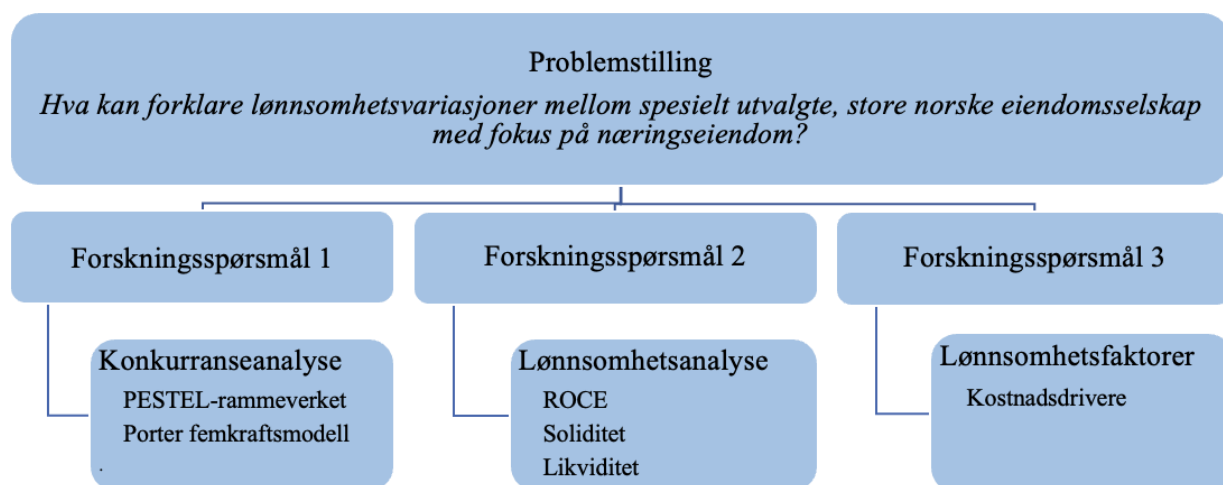 Problemstilling
Hva kan forklare lønnsomhetsvariasjoner mellom spesielt utvalgte, store norske eiendomsselskap
med fokus på næringseiendom?
Forskningsspørsmål 1
Forskningsspørsmål 2
Forskningsspørsmål 3
Konkurranseanalyse
PESTEL-rammeverket
Porter femkraftsmodell
.
Lønnsomhetsanalyse
ROCE
Soliditet
Likviditet
Lønnsomhetsfaktorer
Kostnadsdrivere